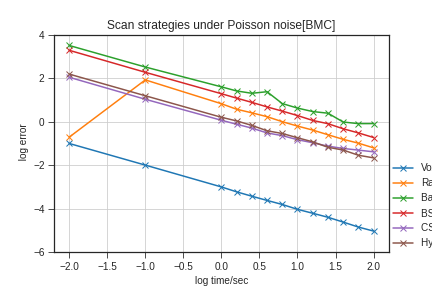 Scan strategies under Poisson noise[BMC]
4
2
0
−2
−4
−6
log error
−2.0 −1.5 −1.0 −0.5 0.0 0.5 1.0 1.5 2.0
log time/sec
Vo
Ra
Ba
BS
CS
Hy